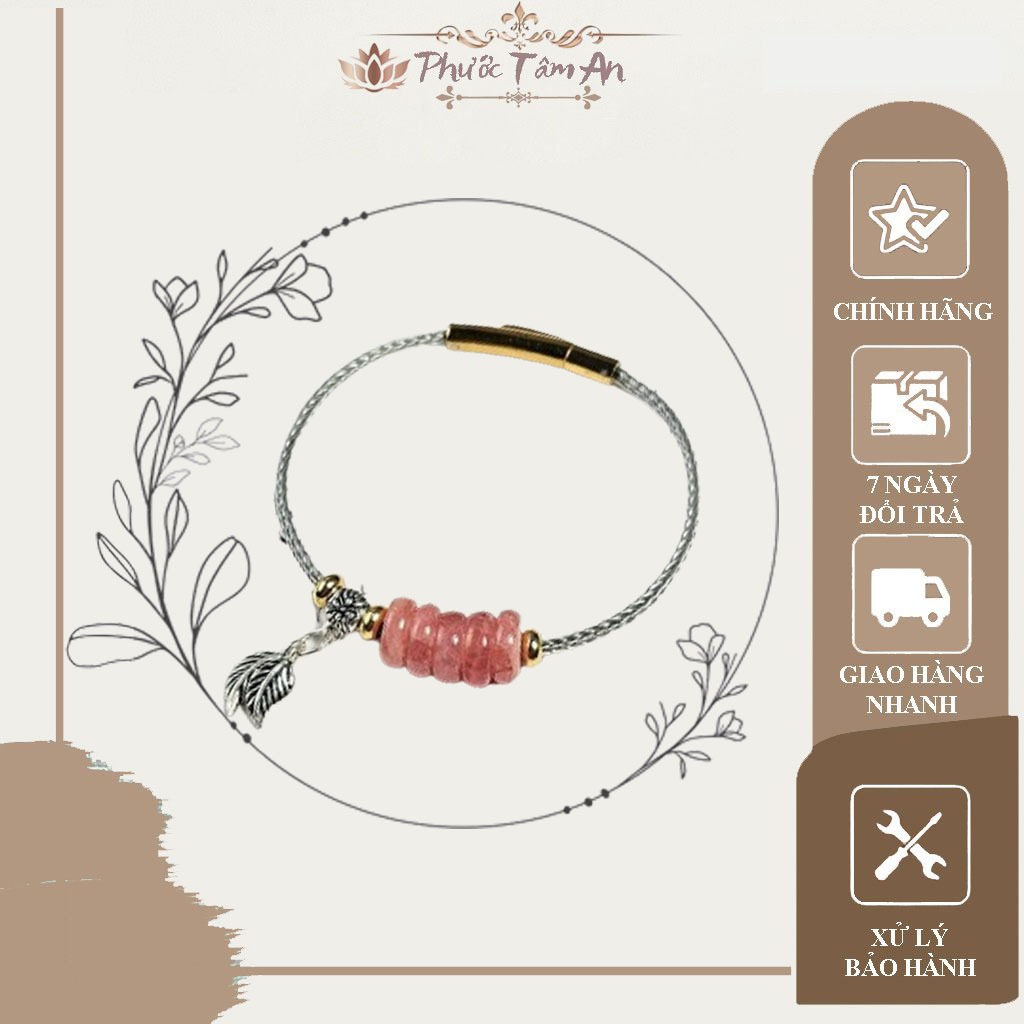 Phước Tâm An
CHÍNH HÃNG
7 NGÀY
ĐỔI TRẢ
GIAO HÀNG
NHANH
XỬ LÝ
BẢO HÀNH